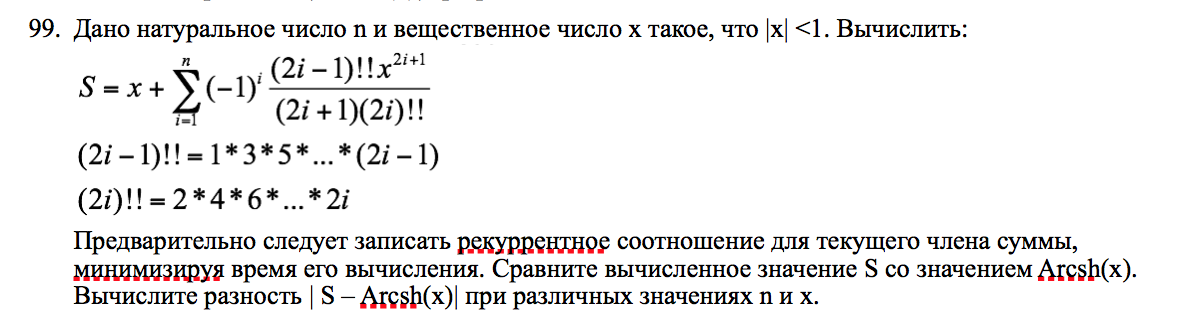 99. Дано натуральное число n и вещественное число x такое, что |x| <1. Вычислить:
S = x + \sum_{i=1}^{n} (-1)^i \frac{(2i-1)!!x^{2i+1}}{(2i+1)(2i)!!}
(2i – 1)!! = 1 * 3 * 5 * ... * (2i – 1)
(2i)!! = 2 * 4 * 6 * ... * 2i
Предварительно следует записать рекуррентное соотношение для текущего члена суммы,
минимизируя время его вычисления. Сравните вычисленное значение S со значением Arcsh(x).
Вычислите разность | S – Arcsh(x)| при различных значениях n и x.